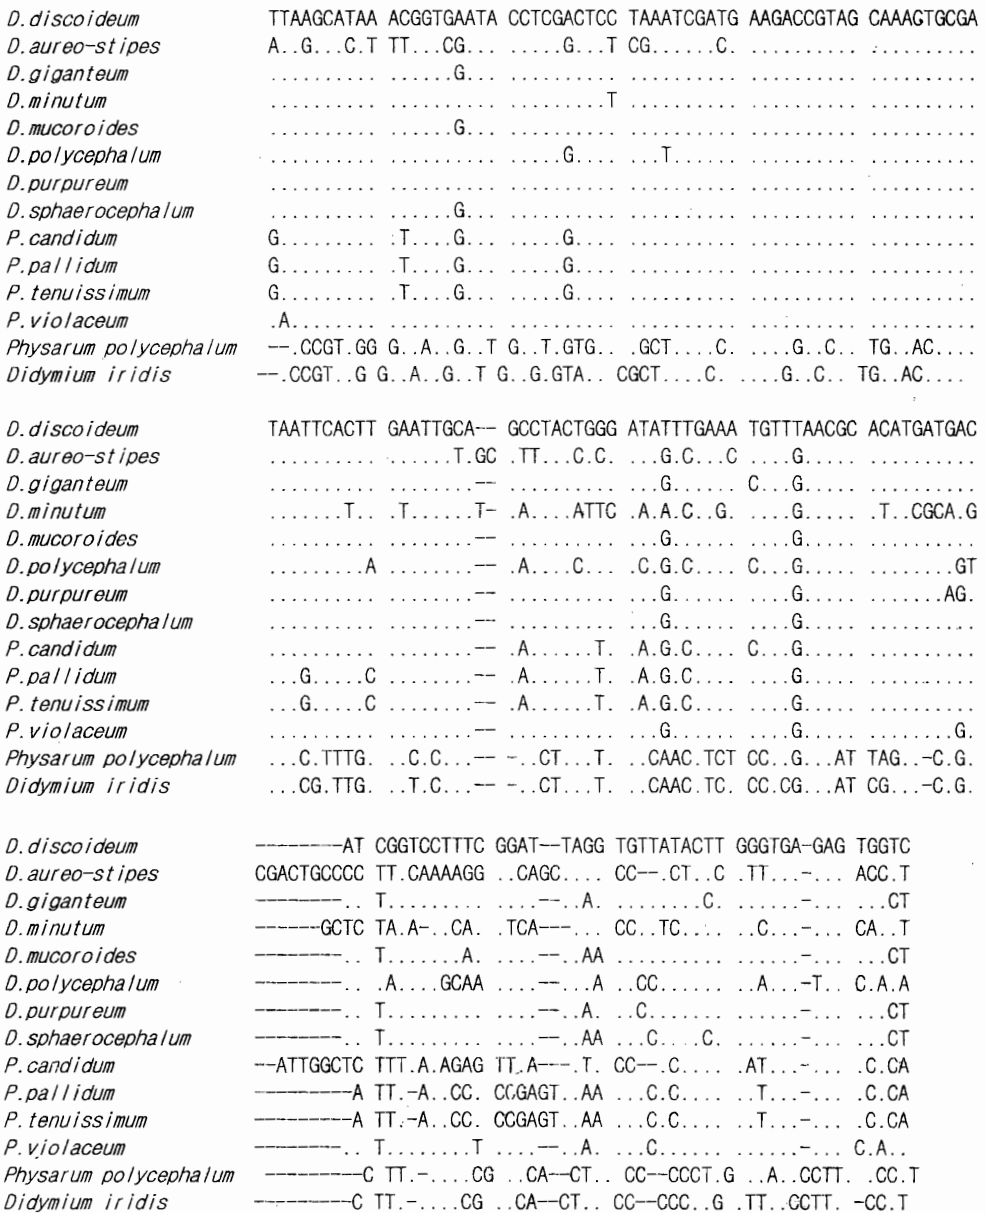 D.discoideum TTAAGCATAA ACGGTGAATA CCTCGACTCC TAAATCGATG AAGACCGTAG CAAACTGCGA
D.aureo-stipes A..G...C.T TT...CG... ......G...T CG.....C. .......... ..........
D.giganteum .......... ......G... .......... .......... .......... ..........
D.minutum .......... .......... .........T .......... .......... ..........
D.mucoroides .......... ......G... .......... .......... .......... ..........
D.polycephalum .......... .......... .....G.... ...T...... .......... ..........
D.purpureum .......... .......... .......... .......... .......... ..........
D.sphaerocephalum .......... ......G... .......... .......... .......... ..........
P.candidum G......... .T....G... .....G.... .......... .......... ..........
P.pallidum G......... .T....G... .....G.... .......... .......... ..........
P.tenuissimum G......... .T....G... .....G.... .......... .......... ..........
P.violaceum .A........ .......... .......... .......... .......... ..........
Physarum polycephalum --.CCGT.GG G..A..G..T G..T.GTG.. .GCT....C. ....G..C.. TG..AC....
Didymium iridis --.CCGT..G G..A..G..T G..G.GTA.. CGCT....C. ....G..C.. TG..AC....
D.discoideum TAATTCACTT GAATTGCA-- GCCTACTGGG ATATTTGAAA TGTTTAACGC ACATGATGAC
D.aureo-stipes .......... ......T.GC .TT...C.C. ...G.C...C ....G..... ..........
D.giganteum .......... ........-- .......... ...G...... C...G..... ..........
D.minutum .......T.. .T......T- .A....ATTC .A.A.C..G. ....G..... .T..CGCA.G
D.mucoroides .......... ........-- .......... ...G...... ....G..... ..........
D.polycephalum .........A ........-- .A....C... .C.G.C.... C...G..... ........GT
D.purpureum .......... ........-- .......... ...G...... ....G..... .......AG.
D.sphaerocephalum .......... ........-- .......... ...G...... ....G..... ..........
P.candidum .......... ........-- .A......T. .A.G.C.... C...G..... ..........
P.pallidum ...G.....C ........-- .A......T. .A.G.C.... ....G..... ..........
P.tenuissimum ...G.....C ........-- .A......T. .A.G.C.... ....G..... ..........
P.violaceum .......... ........-- .......... ...G...... ....G..... ........G.
Physarum polycephalum ...C.TTTG. ..C.C...-- -..CT...T. .CAAC.TCT CC..G...AT TAG..-C.G.
Didymium iridis ...CG.TTG. ..T.C...-- -..CT...T. .CAAC.TC. CC.CG...AT CG...-C.G.
D.discoideum --------AT CGGTCCTTTC GGAT--TAGG TGTTATACTT GGGTGA-GAG TGGTC
D.aureo-stipes CGACTGCCCC TT.CAAAAGG ..CAGC.... CC--.CT..C .TT...-... ACC.T
D.giganteum --------.. T......... ....--..A. .......C.. ......-... ...CT
D.minutum ------GCTC TA.A-..CA. .TCA---... CC..TC.... ..C...-... CA..T
D.mucoroides --------.. T......A. ....--..AA .......... ......-... ...CT
D.polycephalum --------.. .A....GCAA ....--...A .CC....... ..A...-T.. C.A.A
D.purpureum --------.. T......... ....--..A. ..C....... ......-... ...CT
D.sphaerocephalum --------.. T......... ....--..AA ...C...C.. ......-... ...CT
P.candidum --ATTGGCTC TTT.A.AGAG TT.A---.T. CC--.C.... .AT...-... .C.CA
P.pallidum ---------A TT.-A..CC. CCGAGT..AA ...C.C.... ..T...-... .C.CA
P.tenuissimum ---------A TT.-A..CC. CCGAGT..AA ...C.C.... ..T...-... .C.CA
P.violaceum --------.. T.......T. ....--..A. ...C...... ......-... C.A..
Physarum polycephalum ---------C TT.-....CG ..CA--CT.. CC--CCCT.G ..A..CCTT. .CC.T
Didymium iridis ---------C TT.-....CG ..CA--CT.. CC--CCC..G .TT..CCTT. -CC.T